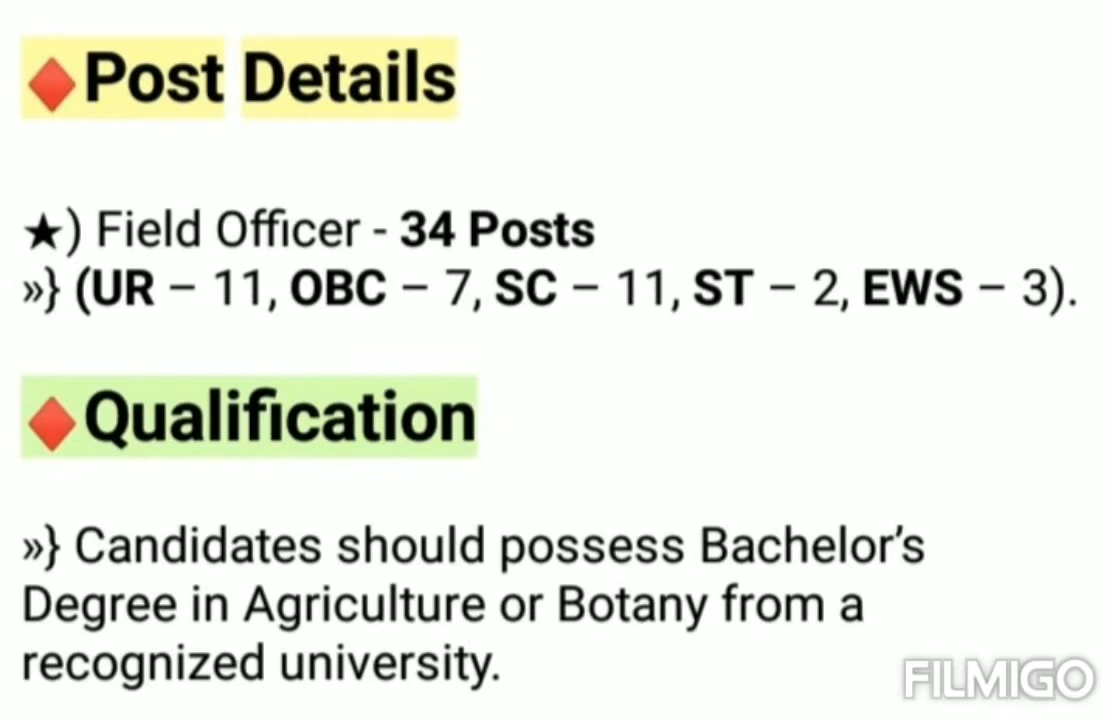 ♦️Post Details
★) Field Officer - 34 Posts
»} (UR – 11, OBC – 7, SC – 11, ST – 2, EWS – 3).
♦️Qualification
»} Candidates should possess Bachelor’s
Degree in Agriculture or Botany from a
recognized university.
FILMIGO